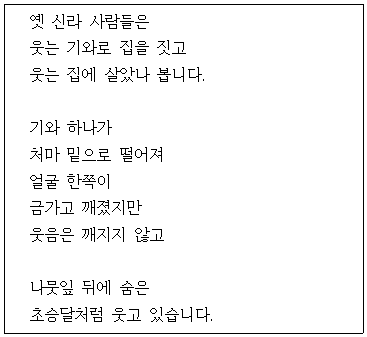 옛 신라 사람들은
웃는 기와로 집을 짓고
웃는 집에 살았나 봅니다.
기와 하나가
처마 밑으로 떨어져
얼굴 한쪽이
금가고 깨졌지만
웃음은 깨지지 않고
나뭇잎 뒤에 숨은
초승달처럼 웃고 있습니다.